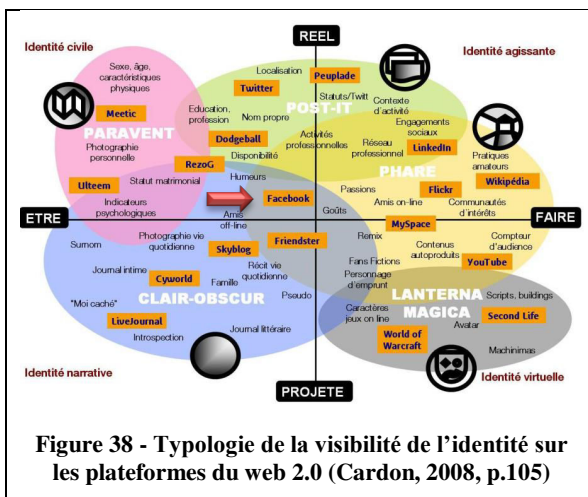 REEL
Identité civile
Identité agissante
Sexe, âge,
caractéristiques
physiques
Localisation
Peuplade
Twitter
Meetic
Statuts/Twitt
Contexte
d'activité
POST-IT
Education,
profession
Nom propre
PARAVENT
Dodgeball
Activités
professionnelles
Engagements
sociaux
Réseau
professionnel
LinkedIn
Photographie
personnelle
Disponibilité
RezoG
Pratiques
amateurs
PHARE
Wikipédia
Ulteem
Statut matrimonial
Humeurs
Passions
Flickr
Facebook
Amis on-line
Communautés
d'intérêts
Indicateurs
psychologiques
Goûts
ETRE
FAIRE
Amis
off-line
MySpace
Surnom
Photographie vie
quotidienne
Skyblog
Friendster
Remix
Contenus
autoproduits
Compteur
d'audience
Journal intime
Récit vie
quotidienne
Fans Fictions
YouTube
Cyworld
Famille
Personnage
d'emprunt
CLAIR-OBSCUR
"Moi caché"
Pseudo
LANTERNA
MAGICA
Scripts, buildings
Caractères
jeux on line
Second Life
LiveJournal
Journal littéraire
Avatar
Introspection
World of
Warcraft
Machinimas
Identité narrative
Identité virtuelle
PROJETE
Figure 38 - Typologie de la visibilité de l'identité sur
les plateformes du web 2.0 (Cardon, 2008, p.105)